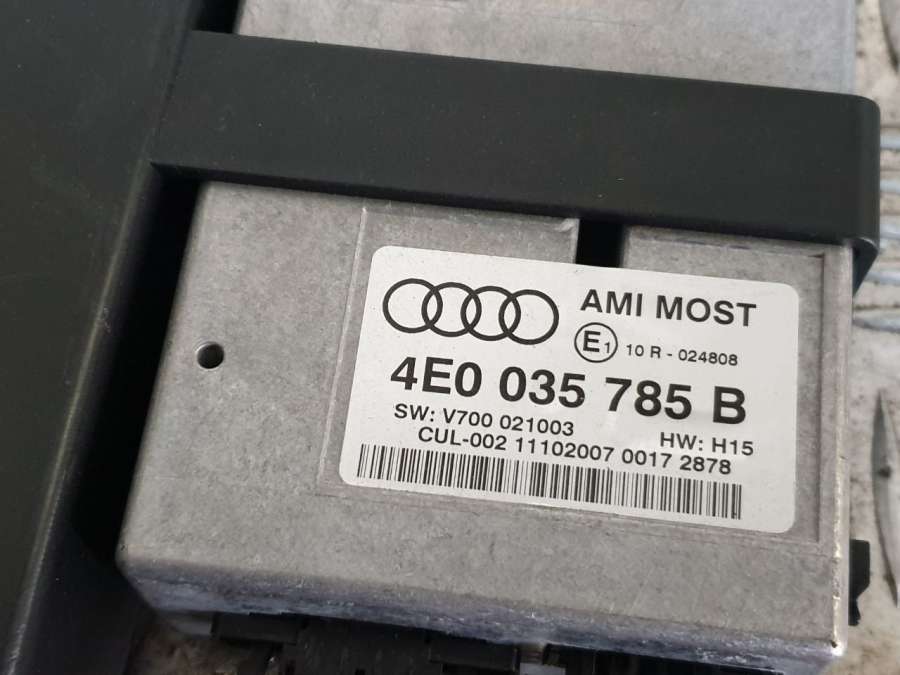 AMI MOST
E1 10 R - 024808
4E0 035 785 B
SW: V700 021003
HW: H15
CUL-002 11102007 0017 2878